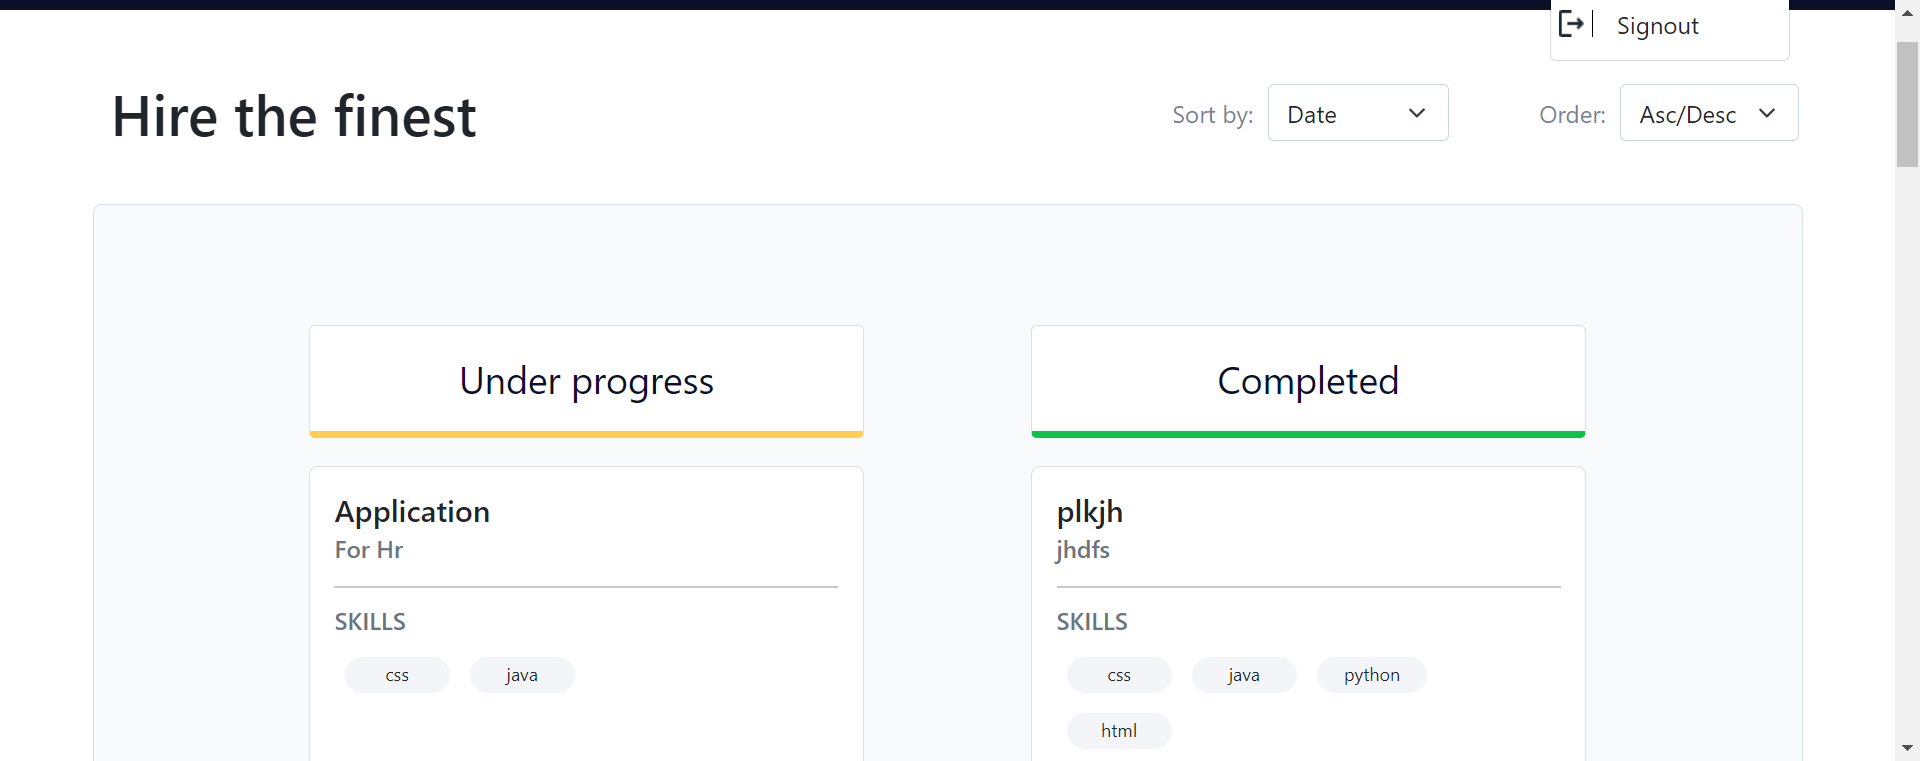 Signout
Hire the finest
Sort by: Date
Order: Asc/Desc
Under progress
Completed
Application
For Hr
SKILLS
css java
plkjh
jhdfs
SKILLS
css java python
html